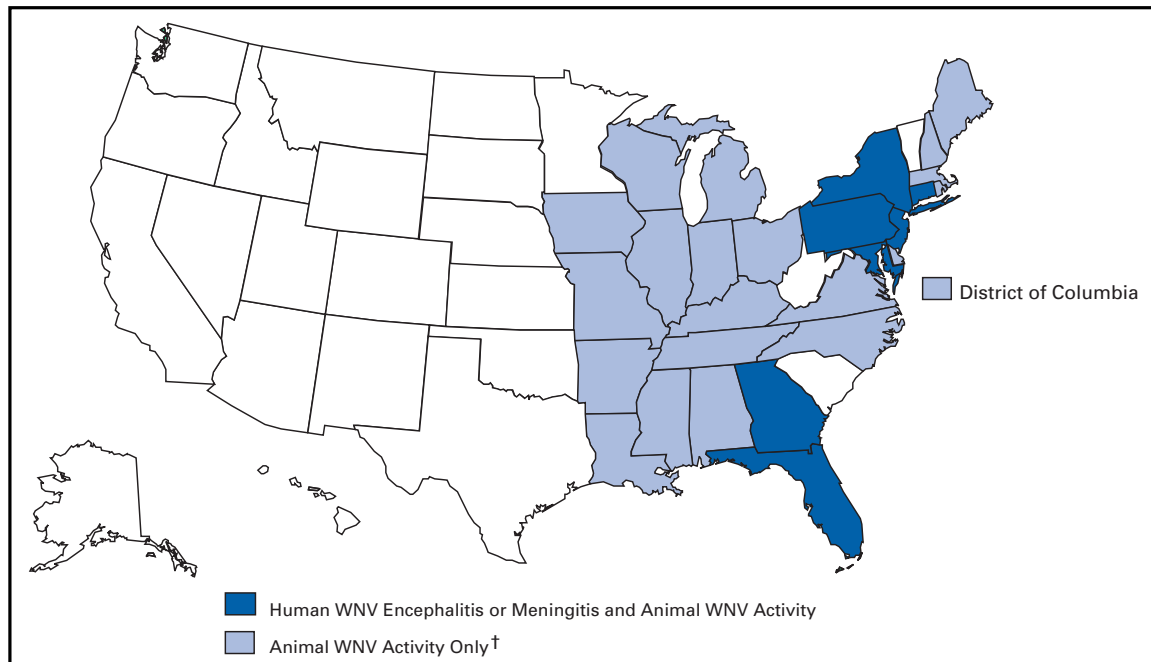 District of Columbia
Human WNV Encephalitis or Meningitis and Animal WNV Activity
Animal WNV Activity Only†